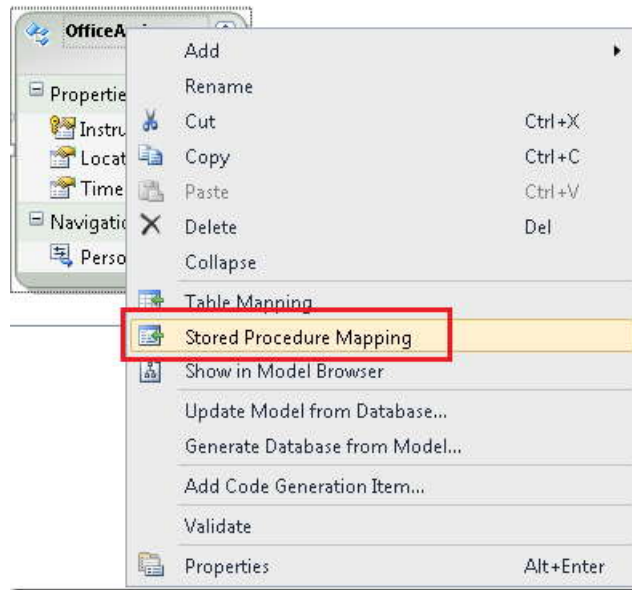 OfficeA
Add
Rename
Propertie
Cut Ctrl+X
Instru
Copy Ctrl+C
Locat
Paste Ctrl+V
Time
Delete Del
Navigatio
Collapse
Perso
Table Mapping
Stored Procedure Mapping
Show in Model Browser
Update Model from Database...
Generate Database from Model...
Add Code Generation Item...
Validate
Properties Alt+Enter